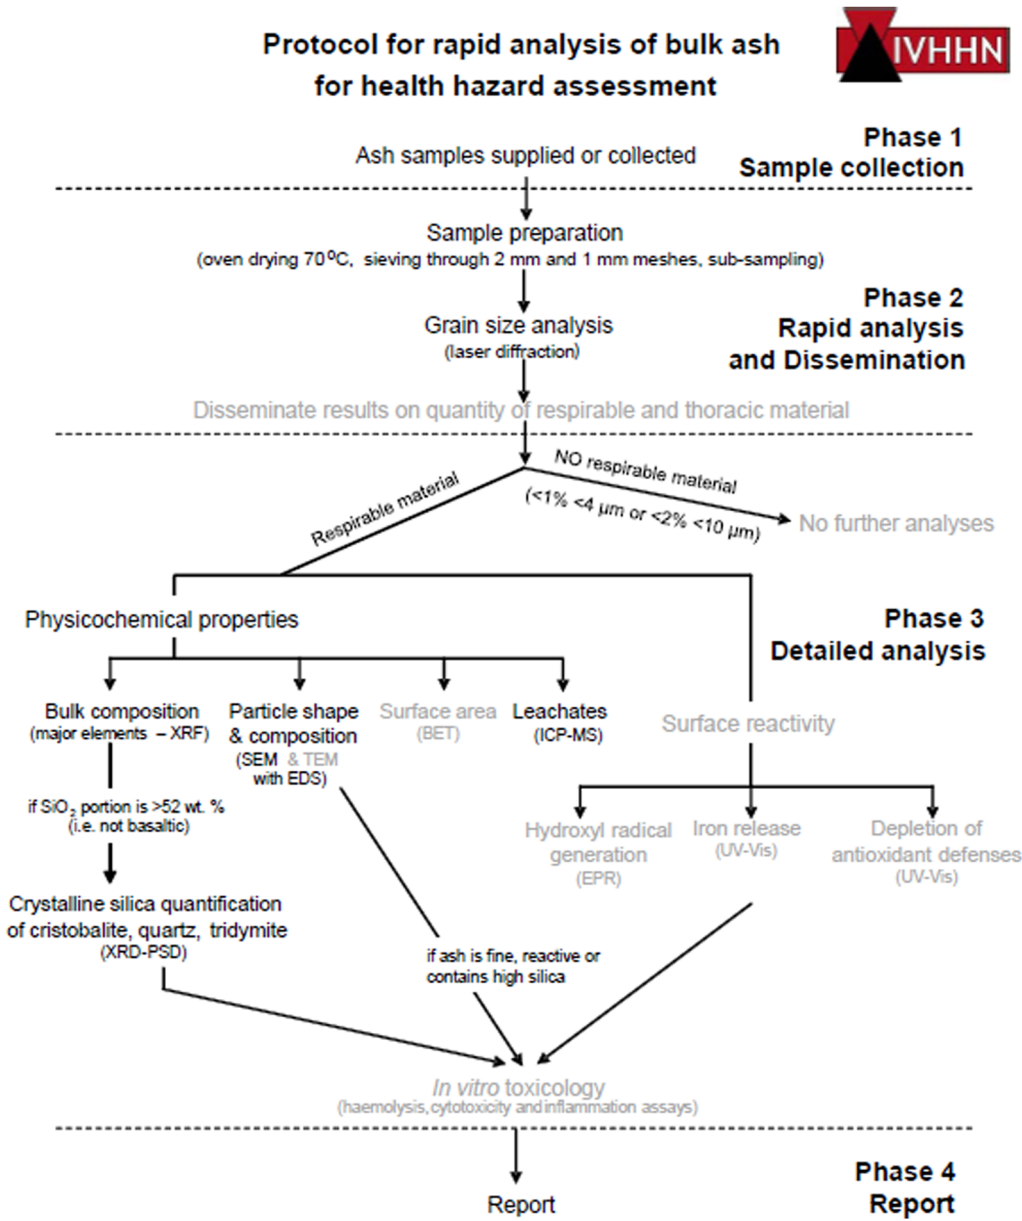 Protocol for rapid analysis of bulk ash
for health hazard assessment
IVHHN
Phase 1
Sample collection
Ash samples supplied or collected
Sample preparation
(oven drying 70⁰C, sieving through 2 mm and 1 mm meshes, sub-sampling)
Phase 2
Rapid analysis
and Dissemination
Grain size analysis
(laser diffraction)
Disseminate results on quantity of respirable and thoracic material
Respirable material
NO respirable material
(<1% <4 µm or <2% <10 µm)
No further analyses
Phase 3
Detailed analysis
Physicochemical properties
Bulk composition
(major elements – XRF)
Particle shape
& composition
(SEM & TEM
with EDS)
Surface area
(BET)
Leachates
(ICP-MS)
Surface reactivity
if SiO₂ portion is >52 wt. %
(i.e. not basaltic)
Hydroxyl radical
generation
(EPR)
Iron release
(UV-Vis)
Depletion of
antioxidant defenses
(UV-Vis)
Crystalline silica quantification
of cristobalite, quartz, tridymite
(XRD-PSD)
if ash is fine, reactive or
contains high silica
In vitro toxicology
(haemolysis, cytotoxicity and inflammation assays)
Phase 4
Report
Report